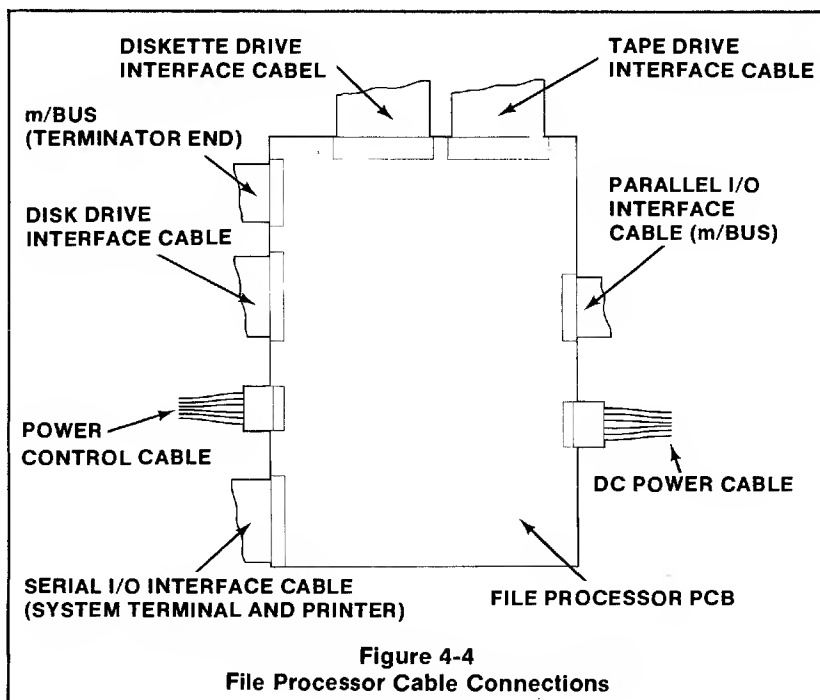 DISKETTE DRIVE
INTERFACE CABEL
TAPE DRIVE
INTERFACE CABLE
m/BUS
(TERMINATOR END)
DISK DRIVE
INTERFACE CABLE
PARALLEL I/O
INTERFACE
CABLE (m/BUS)
POWER
CONTROL CABLE
DC POWER CABLE
SERIAL I/O INTERFACE CABLE
(SYSTEM TERMINAL AND PRINTER)
FILE PROCESSOR PCB
Figure 4-4
File Processor Cable Connections